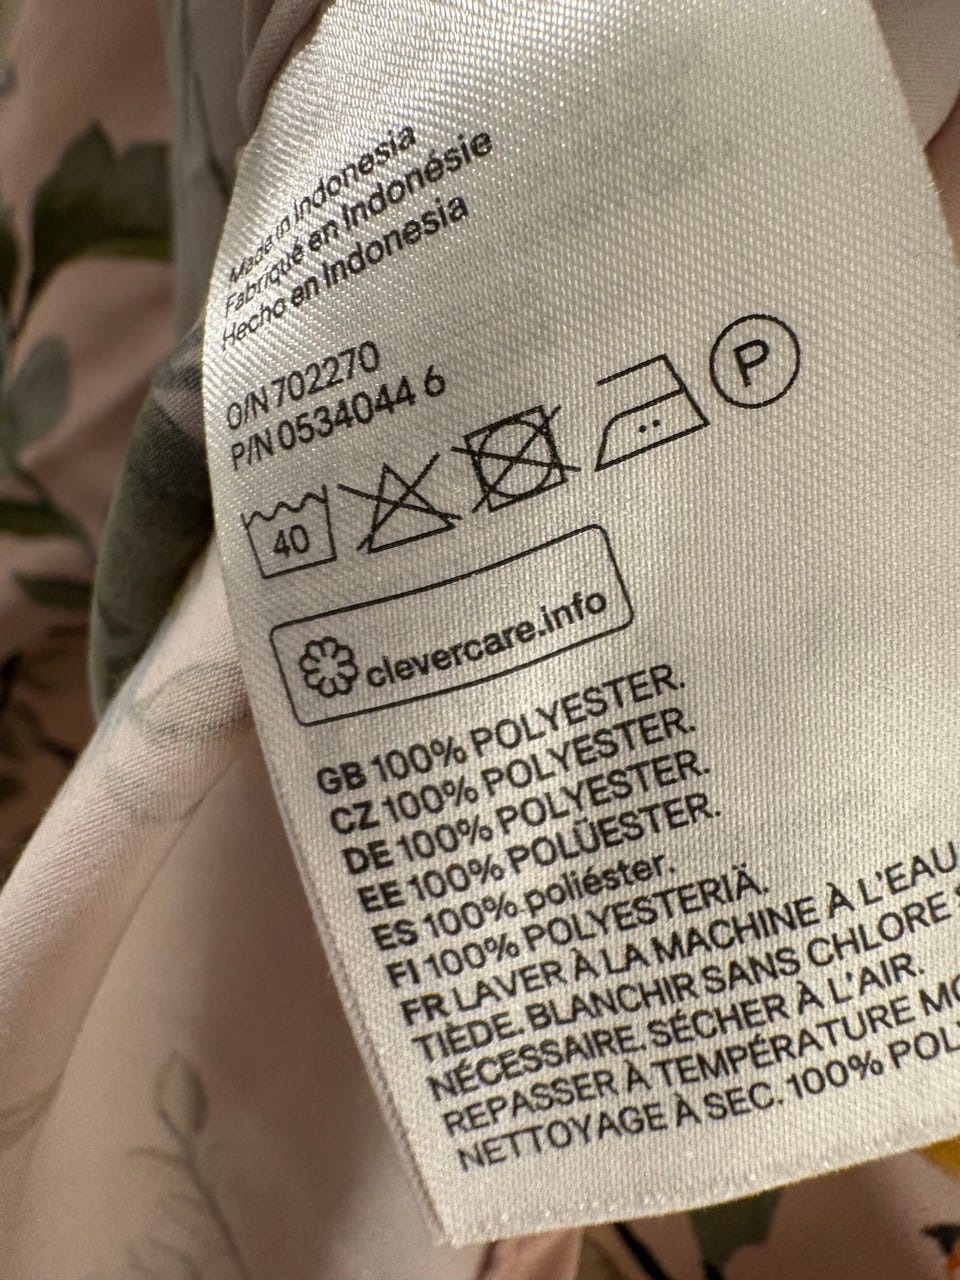 Made in Indonesia
Fabriqué en Indonésie
Hecho en Indonesia
O/N 702270
P/N 0534044 6
40
P
clevercare.info
GB 100% POLYESTER.
CZ 100% POLYESTER.
DE 100% POLYESTER.
EE 100% POLÜESTER.
ES 100% poliéster.
FI 100% POLYESTERIÄ.
FR LAVER À LA MACHINE À L'EAU
TIÈDE. BLANCHIR SANS CHLORE
NÉCESSAIRE. SÉCHER À L'AIR.
REPASSER À TEMPÉRATURE
NETTOYAGE À SEC. 100%